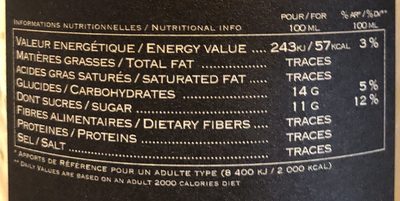 INFORMATIONS NUTRITIONNELLES / NUTRITIONAL INFO POUR / FOR 100 ML % AR* / % DV** 100 ML
VALEUR ENERGÉTIQUE / ENERGY VALUE .... 243KJ / 57KCAL 3 %
MATIÈRES GRASSES / TOTAL FAT ................ TRACES
ACIDES GRAS SATURÉS / SATURATED FAT ..... TRACES
GLUCIDES / CARBOHYDRATES ................ 14 G 5 %
DONT SUCRES / SUGAR ........................ 11 G 12 %
FIBRES ALIMENTAIRES / DIETARY FIBERS ..... TRACES
PROTEINES / PROTEINS ........................ TRACES
SEL / SALT .................................... TRACES
* APPORTS DE RÉFÉRENCE POUR UN ADULTE TYPE (8 400 KJ / 2 000 KCAL)
** DAILY VALUES ARE BASED ON AN ADULT 2000 CALORIES DIET